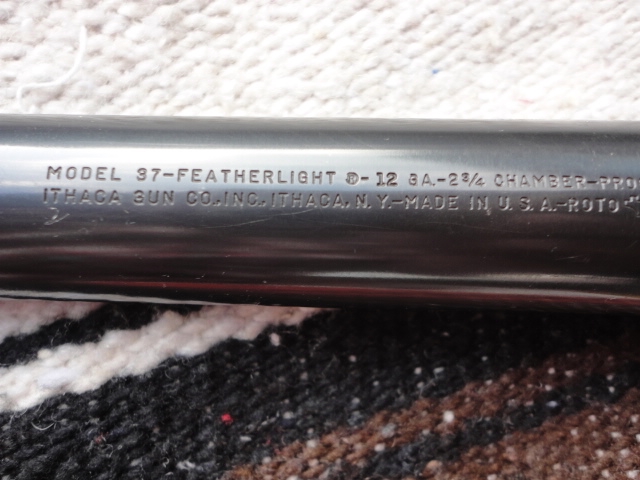 MODEL 37-FEATHERLIGHT ®-12 GA.-2¾ CHAMBER-PRO
ITHACA GUN CO., INC., ITHACA, N.Y.-MADE IN U.S.A.-ROTO